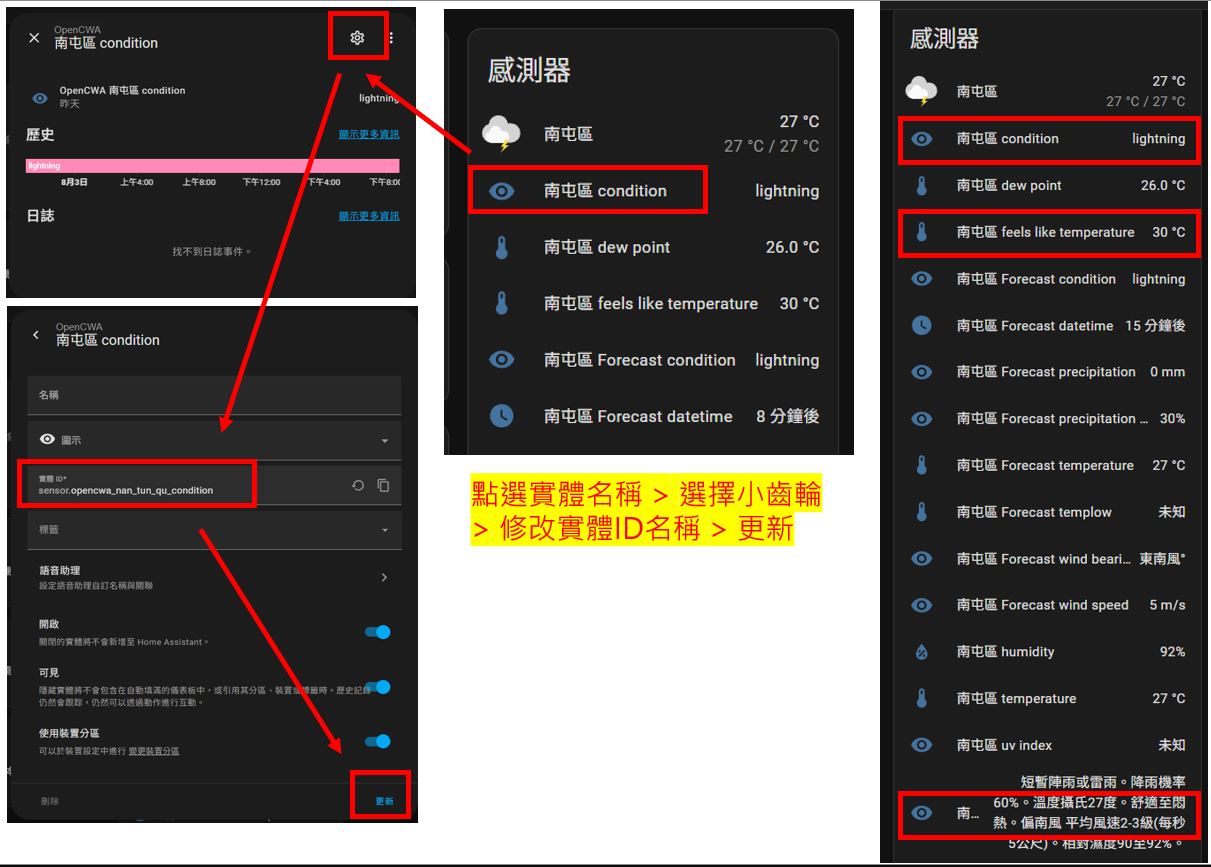 OpenCWA
南屯區 condition
OpenCWA 南屯區 condition
昨天
lightning
歷史
顯示更多資訊
lightning
8月3日 上午4:00 上午8:00 下午12:00 下午4:00 下午8:00
日誌
顯示更多資訊
找不到日誌事件。
OpenCWA
南屯區 condition
名稱
圖示
實體 ID*
sensor.opencwa_nan_tun_qu_condition
標籤
語音助理
設定語音助理自訂名稱與關聯
開啟
關閉的實體將不會新增至 Home Assistant。
可見
隱藏實體將不會包含在自動填滿的儀表板中，或引用其分區、裝置或標籤時。歷史記錄
仍然會跟踪，仍然可以透過動作進行互動。
使用裝置分區
可以於裝置設定中進行 變更裝置分區
刪除
更新
感測器
南屯區
27 °C
27 °C / 27 °C
南屯區 condition lightning
南屯區 dew point 26.0 °C
南屯區 feels like temperature 30 °C
南屯區 Forecast condition lightning
南屯區 Forecast datetime 8 分鐘後
點選實體名稱 > 選擇小齒輪
> 修改實體ID名稱 > 更新
感測器
南屯區
27 °C
27 °C / 27 °C
南屯區 condition lightning
南屯區 dew point 26.0 °C
南屯區 feels like temperature 30 °C
南屯區 Forecast condition lightning
南屯區 Forecast datetime 15 分鐘後
南屯區 Forecast precipitation 0 mm
南屯區 Forecast precipitation ... 30%
南屯區 Forecast temperature 27 °C
南屯區 Forecast templow 未知
南屯區 Forecast wind beari... 東南風°
南屯區 Forecast wind speed 5 m/s
南屯區 humidity 92%
南屯區 temperature 27 °C
南屯區 uv index 未知
南...
短暫陣雨或雷雨。降雨機率
60%。溫度攝氏27度。舒適至悶
熱。偏南風 平均風速2-3級(每秒
5公尺)。相對濕度90至92%。